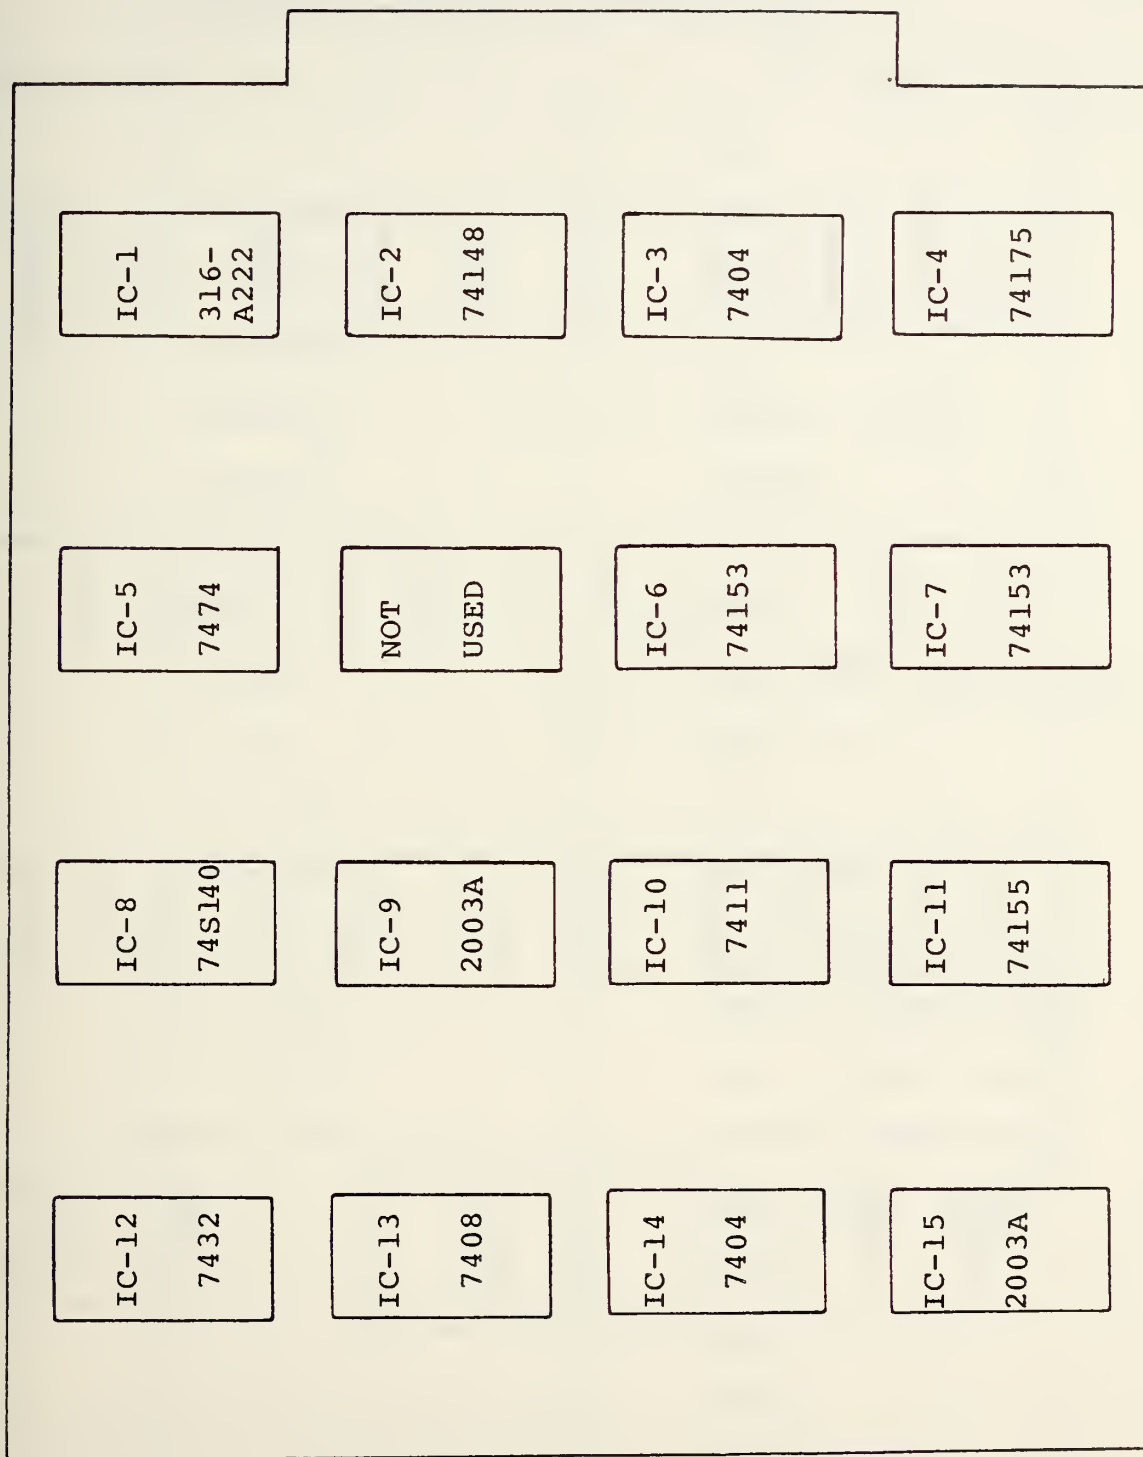 IC-1
316-
A222
IC-2
74148
IC-3
7404
IC-4
74175
IC-5
7474
NOT
USED
IC-6
74153
IC-7
74153
IC-8
74S140
IC-9
2003A
IC-10
7411
IC-11
74155
IC-12
7432
IC-13
7408
IC-14
7404
IC-15
2003A